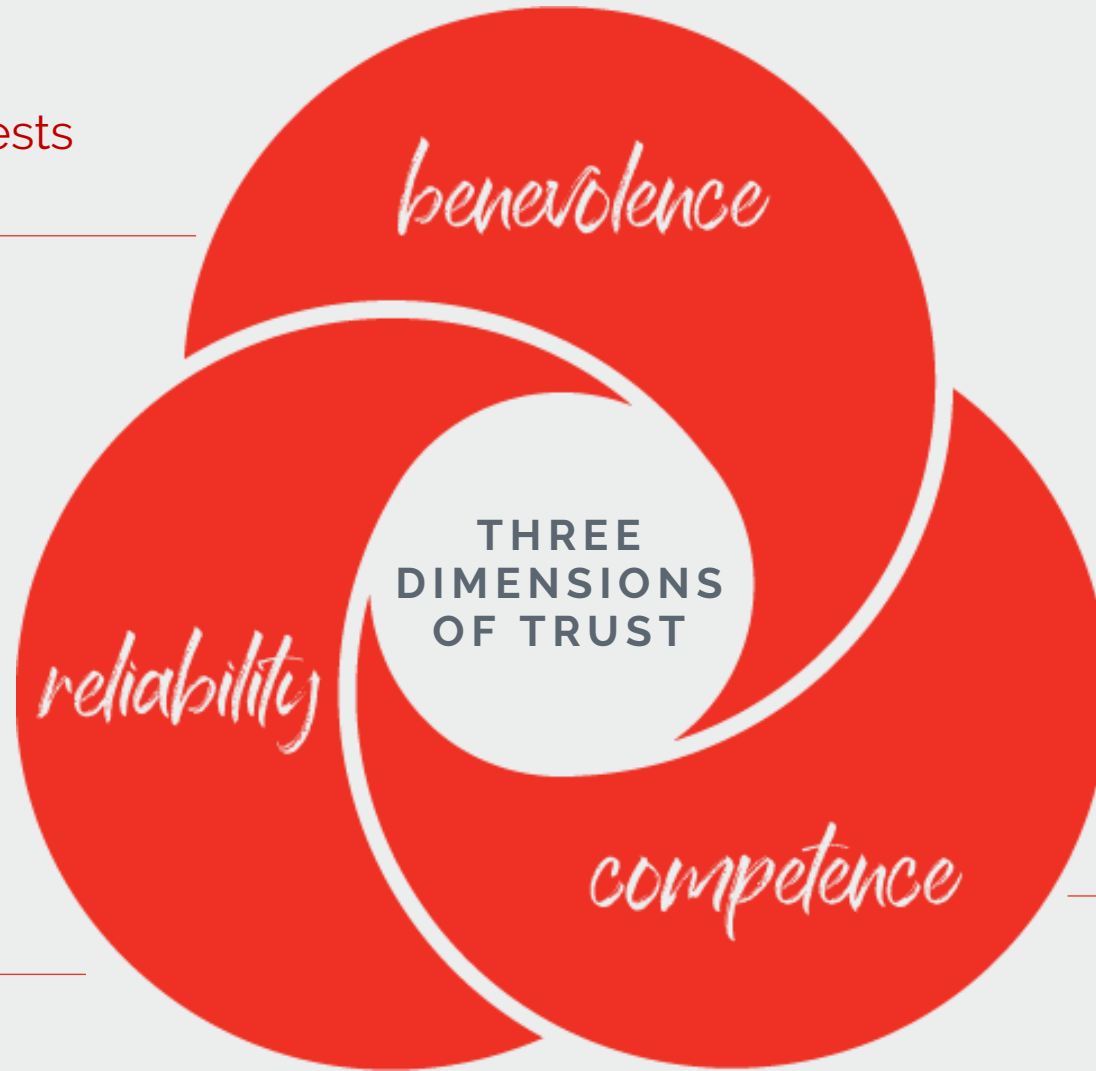 ests
benevolence
THREE
DIMENSIONS
OF TRUST
reliability
competence